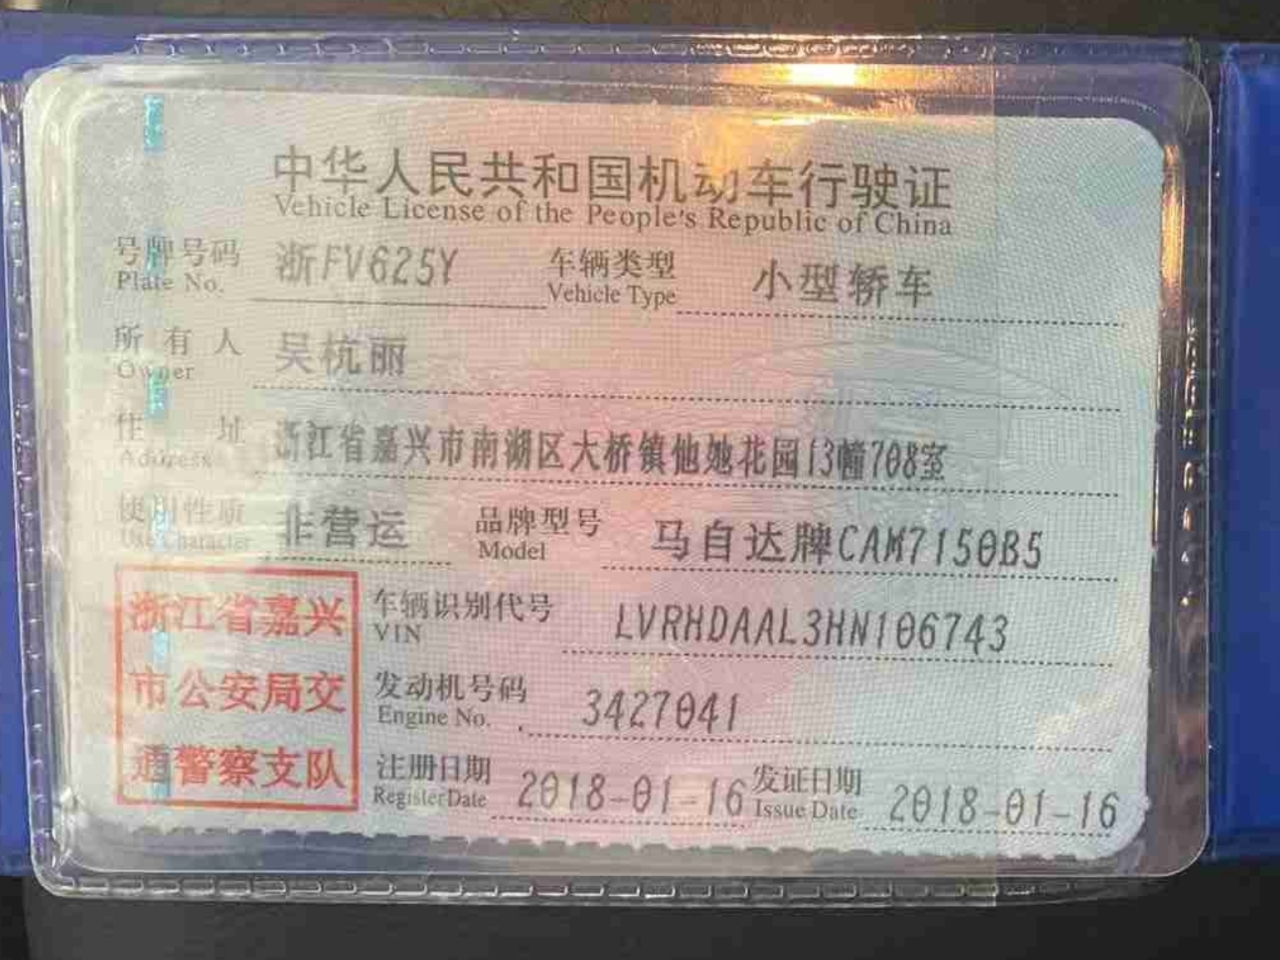 中华人民共和国机动车行驶证
Vehicle License of the People's Republic of China
号牌号码 浙FV625Y 车辆类型 小型轿车
Plate No. Vehicle Type
所有人 吴杭丽
Owner
住址 浙江省嘉兴市南湖区大桥镇他她花园13幢708室
Address
使用性质 非营运 品牌型号 马自达牌CAM7150B5
Use Character Model
浙江省嘉兴
市公安局交
通警察支队
车辆识别代号 LVRHDAAL3HN106743
VIN
发动机号码 3427041
Engine No.
注册日期 2018-01-16 发证日期 2018-01-16
Register Date Issue Date